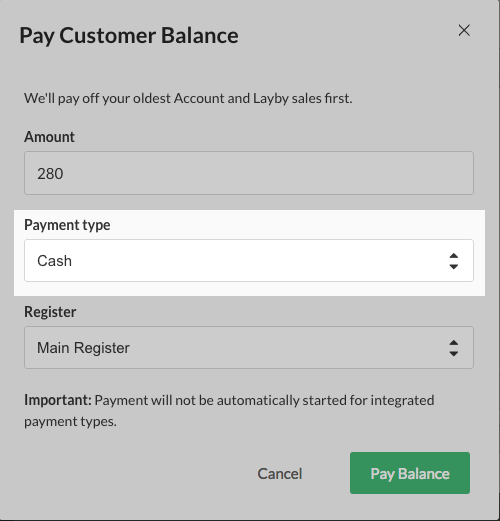 Pay Customer Balance
We'll pay off your oldest Account and Layby sales first.
Amount
280
Payment type
Cash
Register
Main Register
Important: Payment will not be automatically started for integrated
payment types.
Cancel
Pay Balance